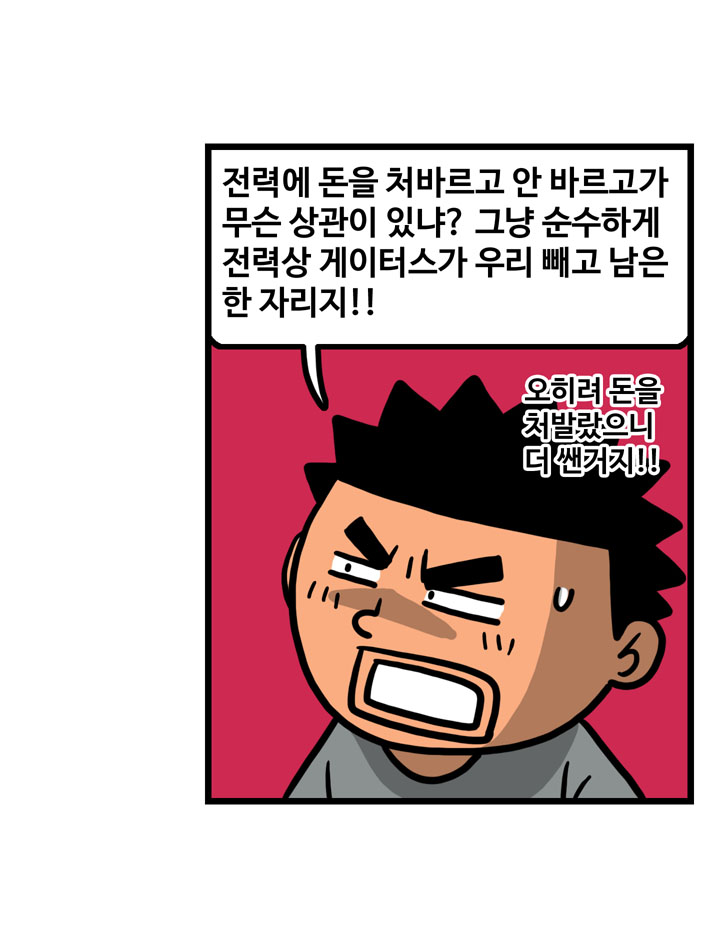 전력에 돈을 처바르고 안 바르고가
무슨 상관이 있냐? 그냥 순수하게
전력상 게이터스가 우리 빼고 남은
한 자리지!!
오히려 돈을
처발랐으니
더 쌘거지!!